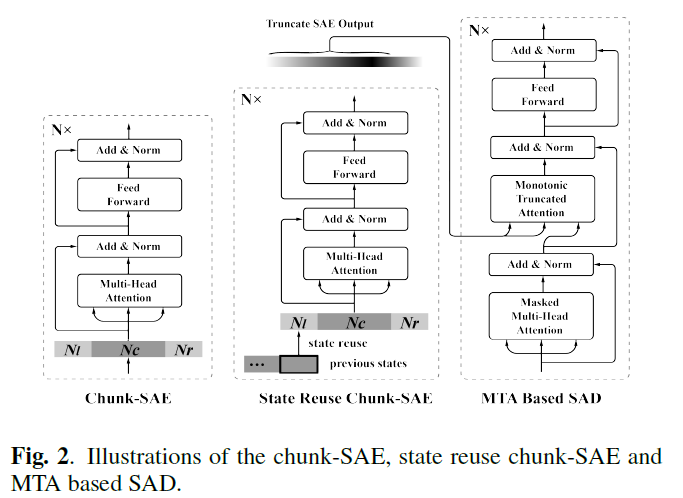 Truncate SAE Output
N×
Add & Norm
Feed
Forward
Add & Norm
Multi-Head
Attention
Nl Nc Nr
Chunk-SAE
N×
Add & Norm
Feed
Forward
Add & Norm
Multi-Head
Attention
Nl Nc Nr
state reuse
... previous states
State Reuse Chunk-SAE
N×
Add & Norm
Feed
Forward
Add & Norm
Monotonic
Truncated
Attention
Add & Norm
Masked
Multi-Head
Attention
MTA Based SAD
Fig. 2. Illustrations of the chunk-SAE, state reuse chunk-SAE and
MTA based SAD.